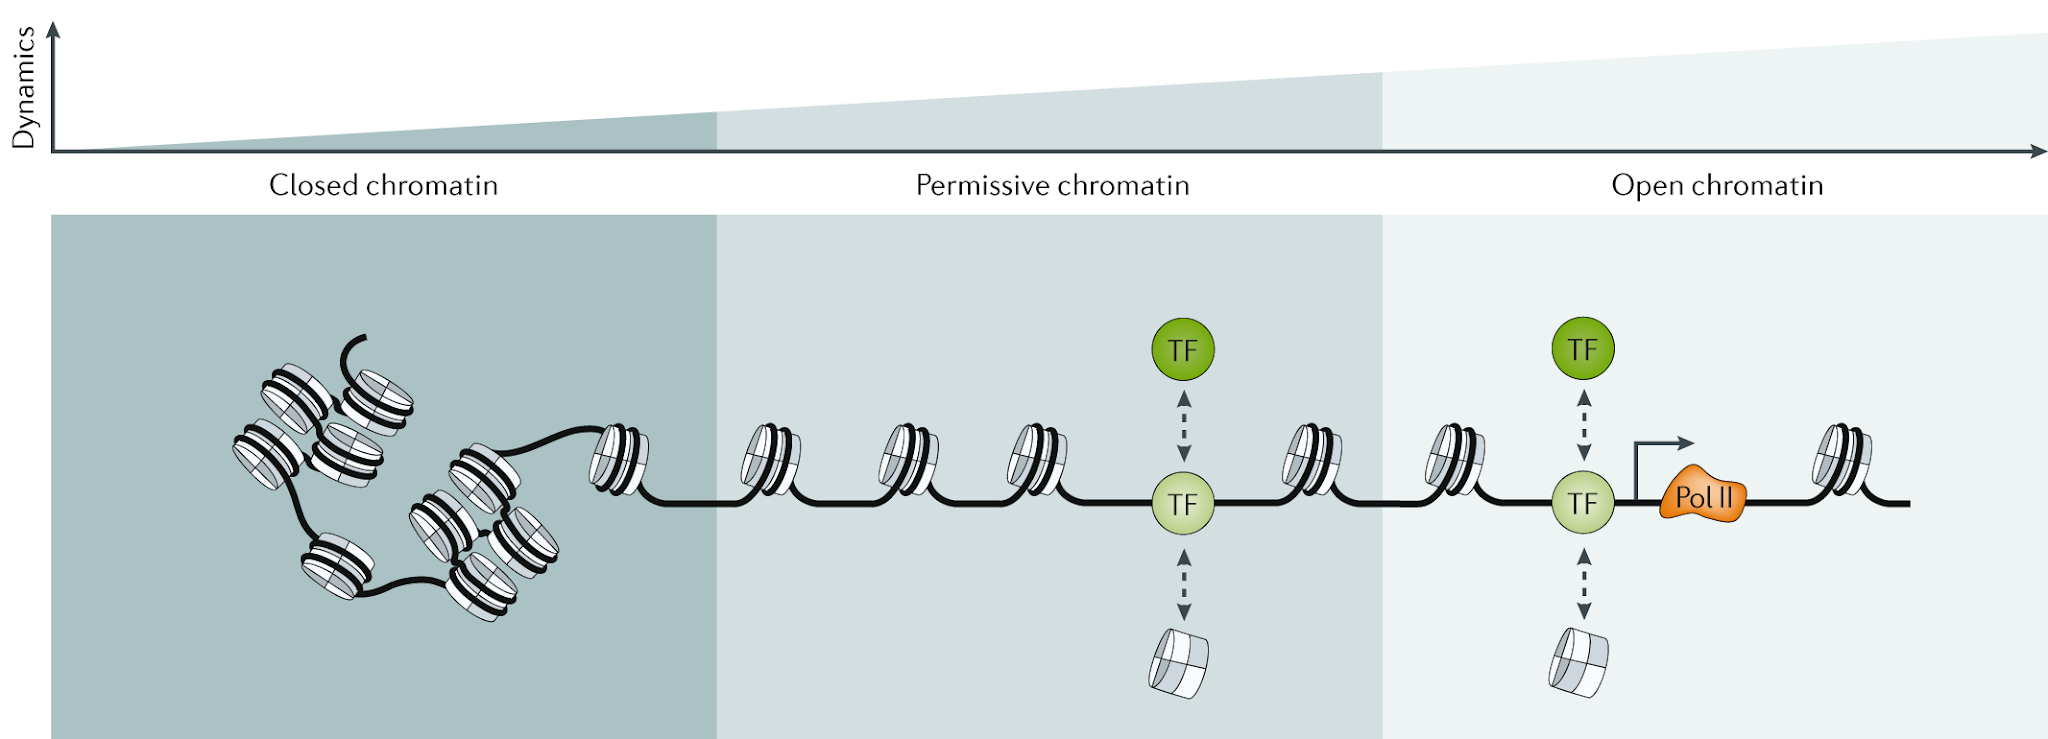 Dynamics
Closed chromatin
Permissive chromatin
Open chromatin
TF
TF
TF
TF
Pol II